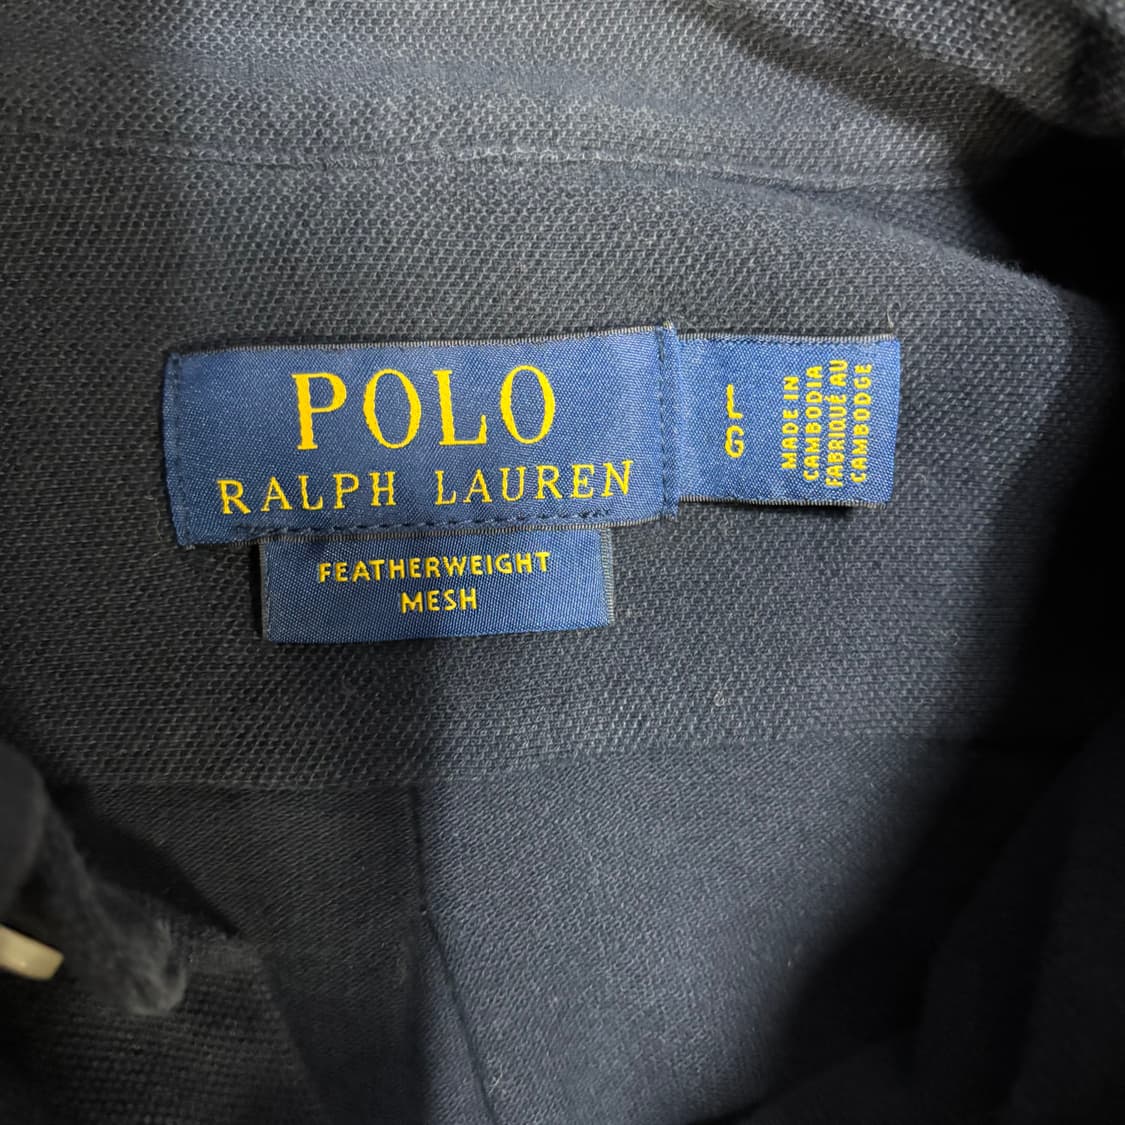 POLO
RALPH LAUREN
FEATHERWEIGHT
MESH
L
G
MADE IN
CAMBODIA
FABRIQUÉ AU
CAMBODGE